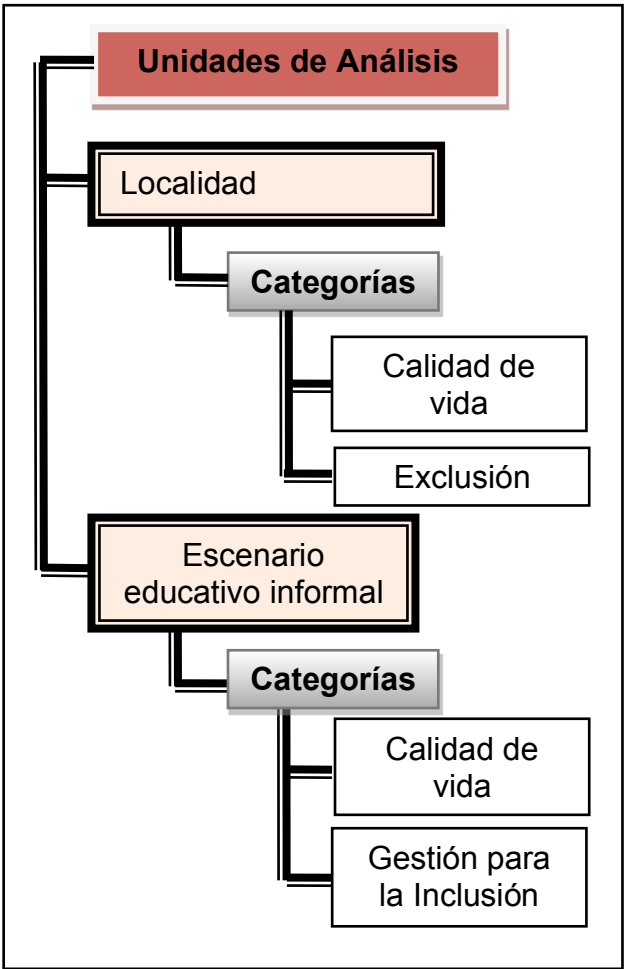 Unidades de Análisis
Localidad
Categorías
Calidad de
vida
Exclusión
Escenario
educativo informal
Categorías
Calidad de
vida
Gestión para
la Inclusión